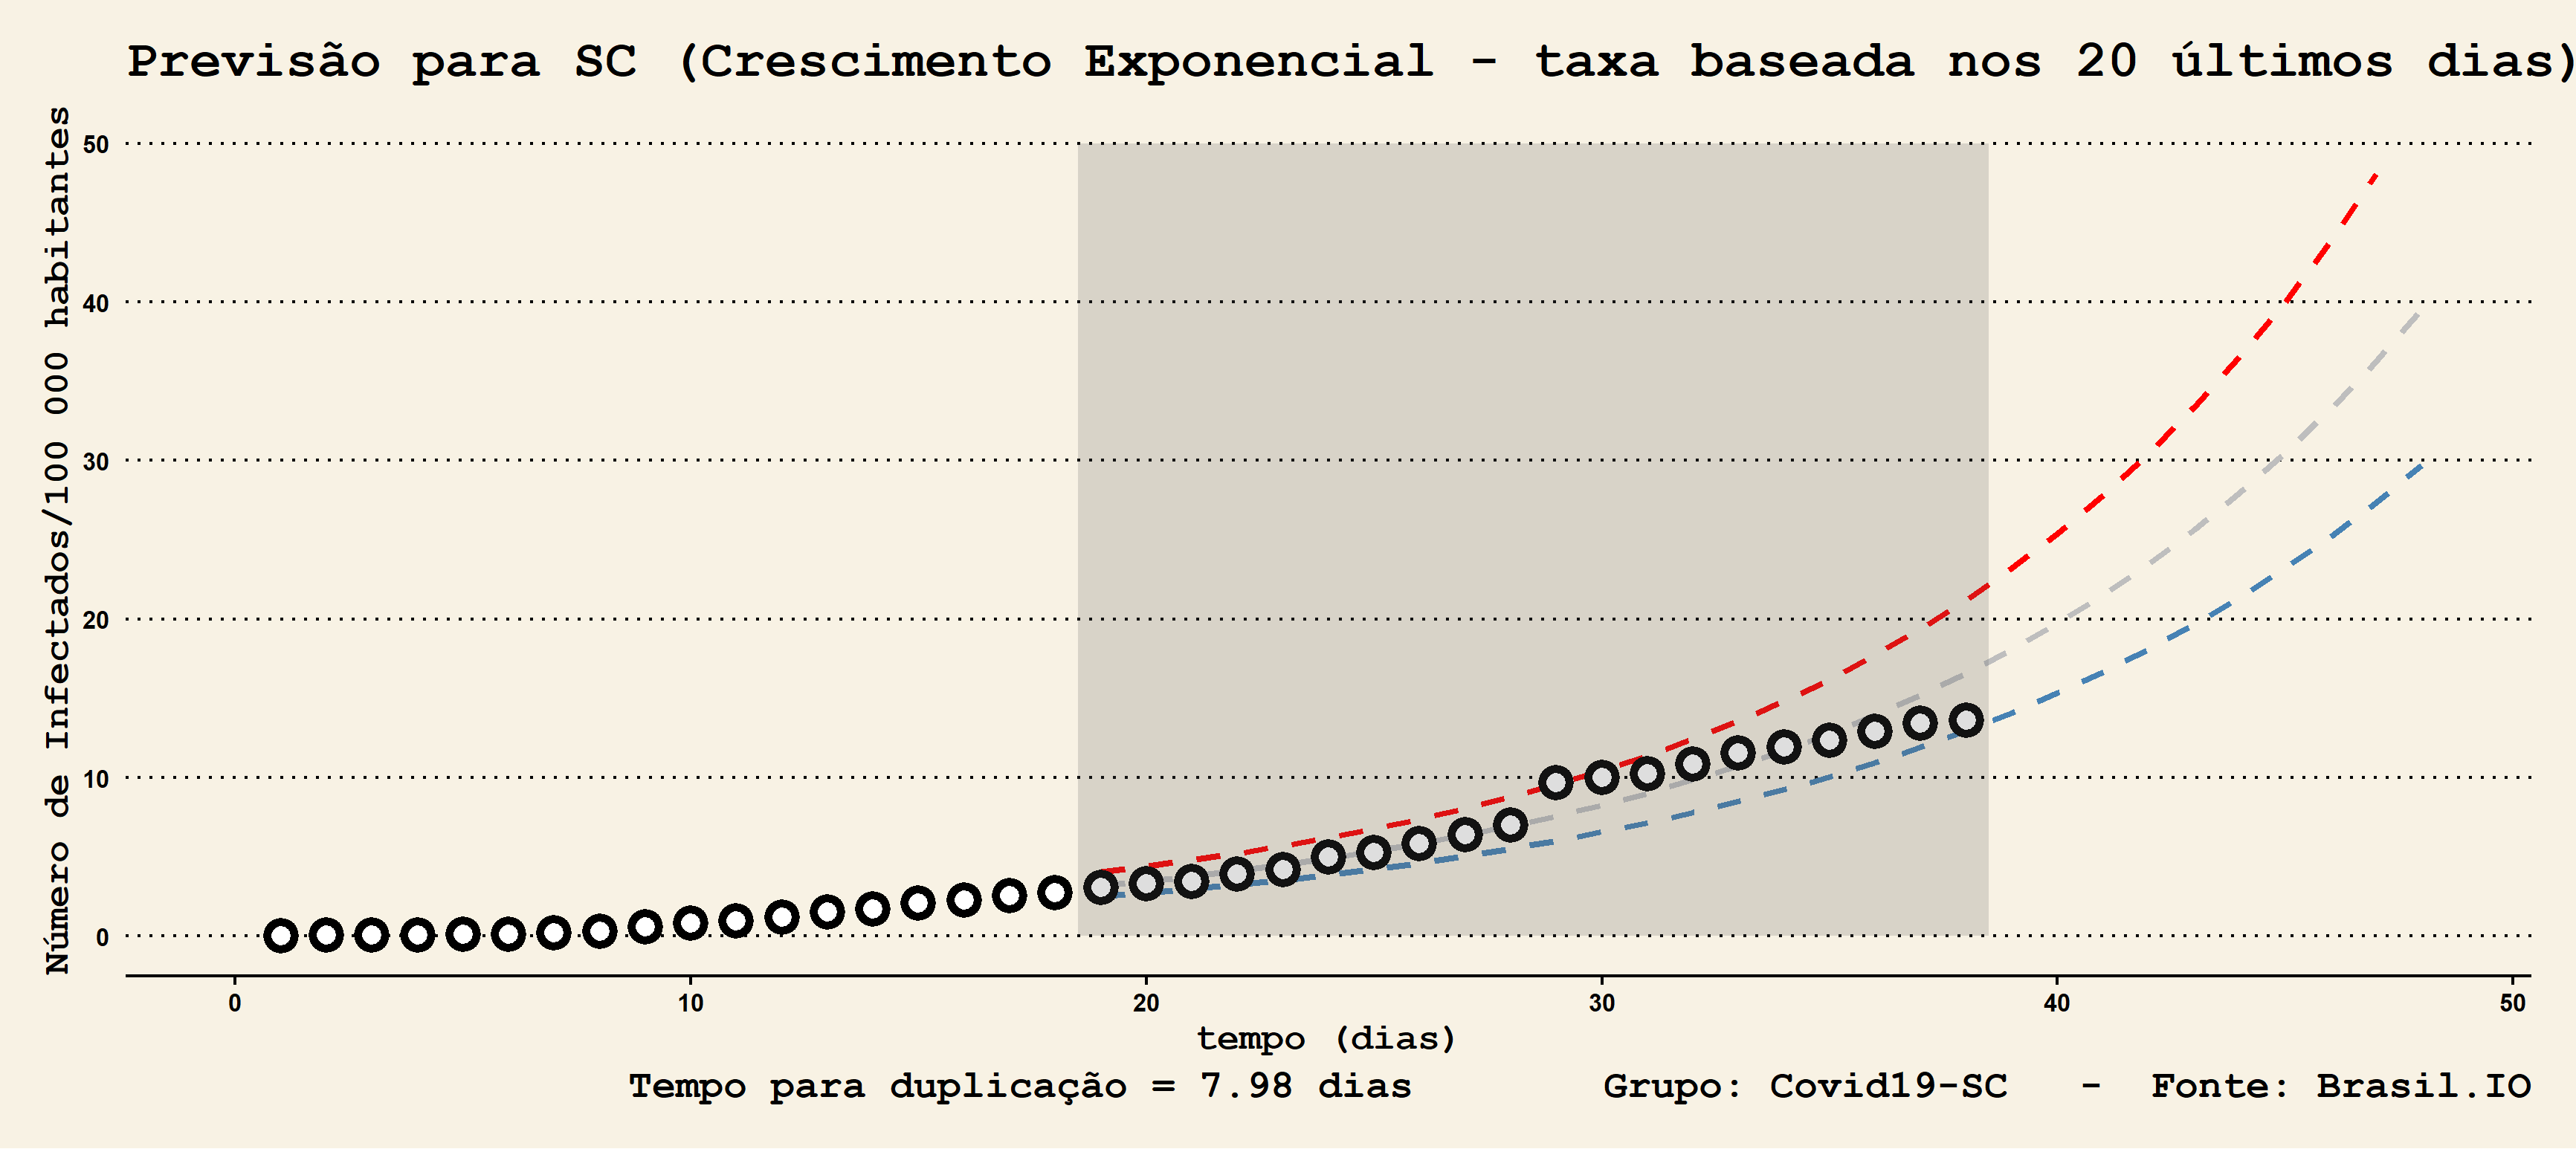 Previsão para SC (Crescimento Exponencial - taxa baseada nos 20 últimos dias)
Número de Infectados/100 000 habitantes
50
40
30
20
10
0
0 10 20 30 40 50
tempo (dias)
Tempo para duplicação = 7.98 dias Grupo: Covid19-SC - Fonte: Brasil.IO